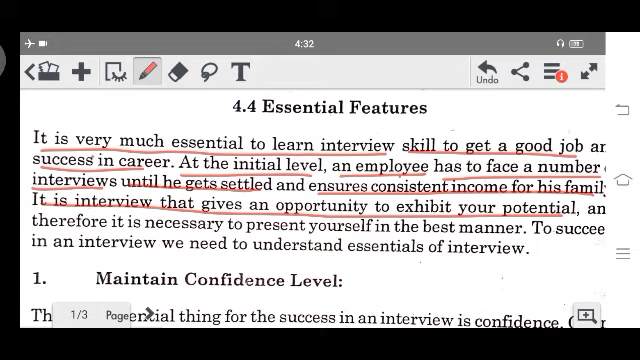 4:32
T
Undo
4.4 Essential Features
It is very much essential to learn interview skill to get a good job an
success in career. At the initial level, an employee has to face a number
interviews until he gets settled and ensures consistent income for his family
It is interview that gives an opportunity to exhibit your potential, an
therefore it is necessary to present yourself in the best manner. To succee
in an interview we need to understand essentials of interview.
1. Maintain Confidence Level:
1/3 Page
ential thing for the success in an interview is confidence.